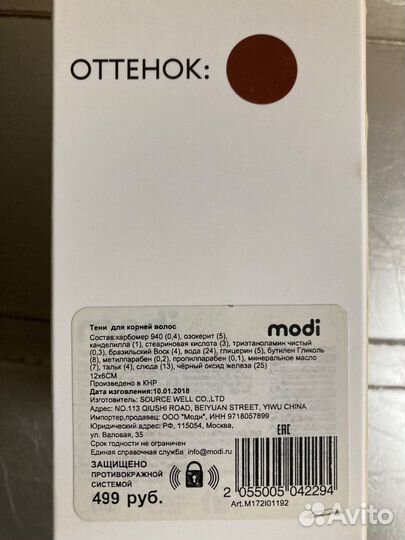 ОТТЕНОК:
Тени для корней волос
modi
Состав:карбомер 940 (0,4), озокерит (5),
канделилла (1), стеариновая кислота (3), триэтаноламин чистый
(0,3), бразильский Воск (4), вода (24), глицерин (5), бутилен Гликоль
(8), метилпарабен (0,2), пропилпарабен (0,1), минеральное масло
(7), тальк (4), слюда (13), чёрный оксид железа (25)
12х6СМ
Произведено в КНР
Дата изготовления:10.01.2018
Изготовитель: SOURCE WELL CO.,LTD
Адрес: NO.113 QIUSHI ROAD, BEIYUAN STREET, YIWU CHINA
Импортер,продавец: ООО "Моди", ИНН 9718057899
Юридический адрес: РФ, 115054, Москва,
ул. Валовая, 35
Срок годности не ограничен
Единая справочная служба info@modi.ru
EAC
ЗАЩИЩЕНО
ПРОТИВОКРАЖНОЙ
СИСТЕМОЙ
499 руб.
2 055005 042294
Art.M172I01192
Avito